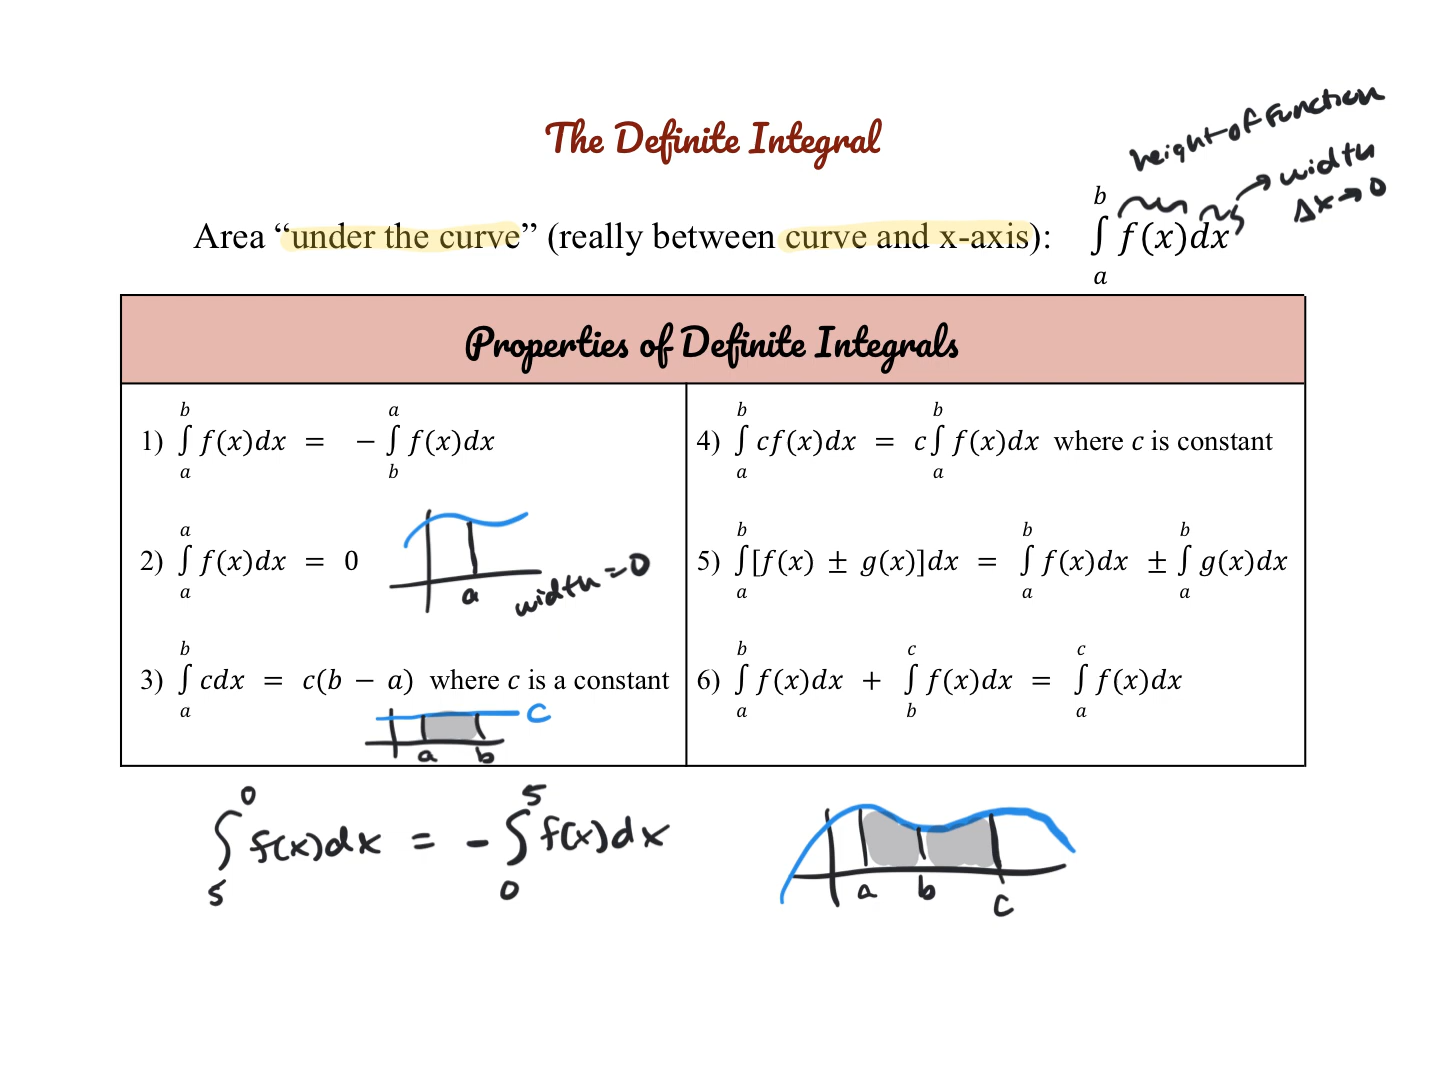 The Definite Integral
height of function
width
Δx→0
Area “under the curve” (really between curve and x-axis): ∫_a^b f(x)dx
Properties of Definite Integrals
1) ∫_a^b f(x)dx = −∫_b^a f(x)dx
2) ∫_a^a f(x)dx = 0
a
width = 0
3) ∫_a^b cdx = c(b − a) where c is a constant
c
a b
4) ∫_a^b cf(x)dx = c∫_a^b f(x)dx where c is constant
5) ∫_a^b [f(x) ± g(x)]dx = ∫_a^b f(x)dx ± ∫_a^b g(x)dx
6) ∫_a^b f(x)dx + ∫_b^c f(x)dx = ∫_a^c f(x)dx
∫_5^0 f(x)dx = -∫_0^5 f(x)dx
a b c